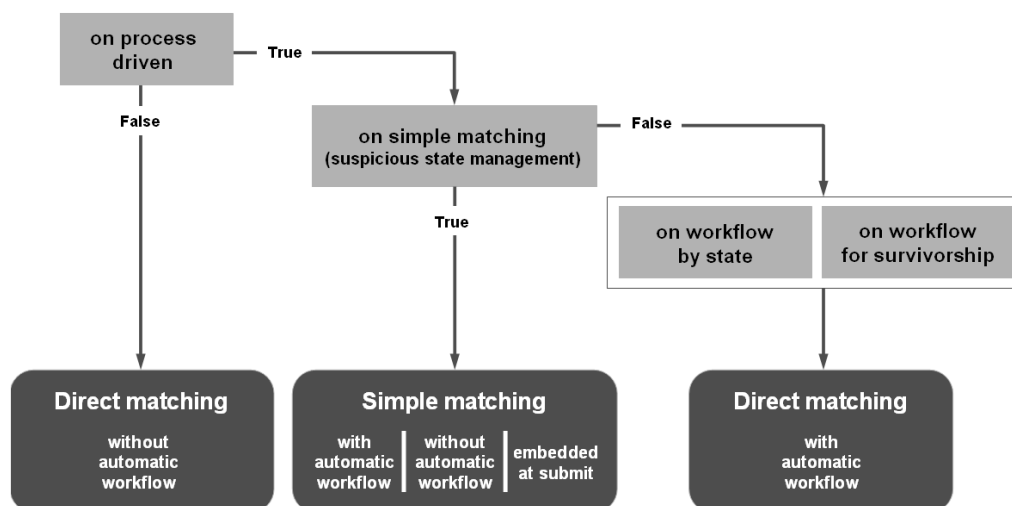 on process
driven
True
False
on simple matching
(suspicious state management)
False
True
on workflow
by state
on workflow
for survivorship
Direct matching
without
automatic
workflow
Simple matching
with
automatic
workflow
without
automatic
workflow
embedded
at submit
Direct matching
with
automatic
workflow